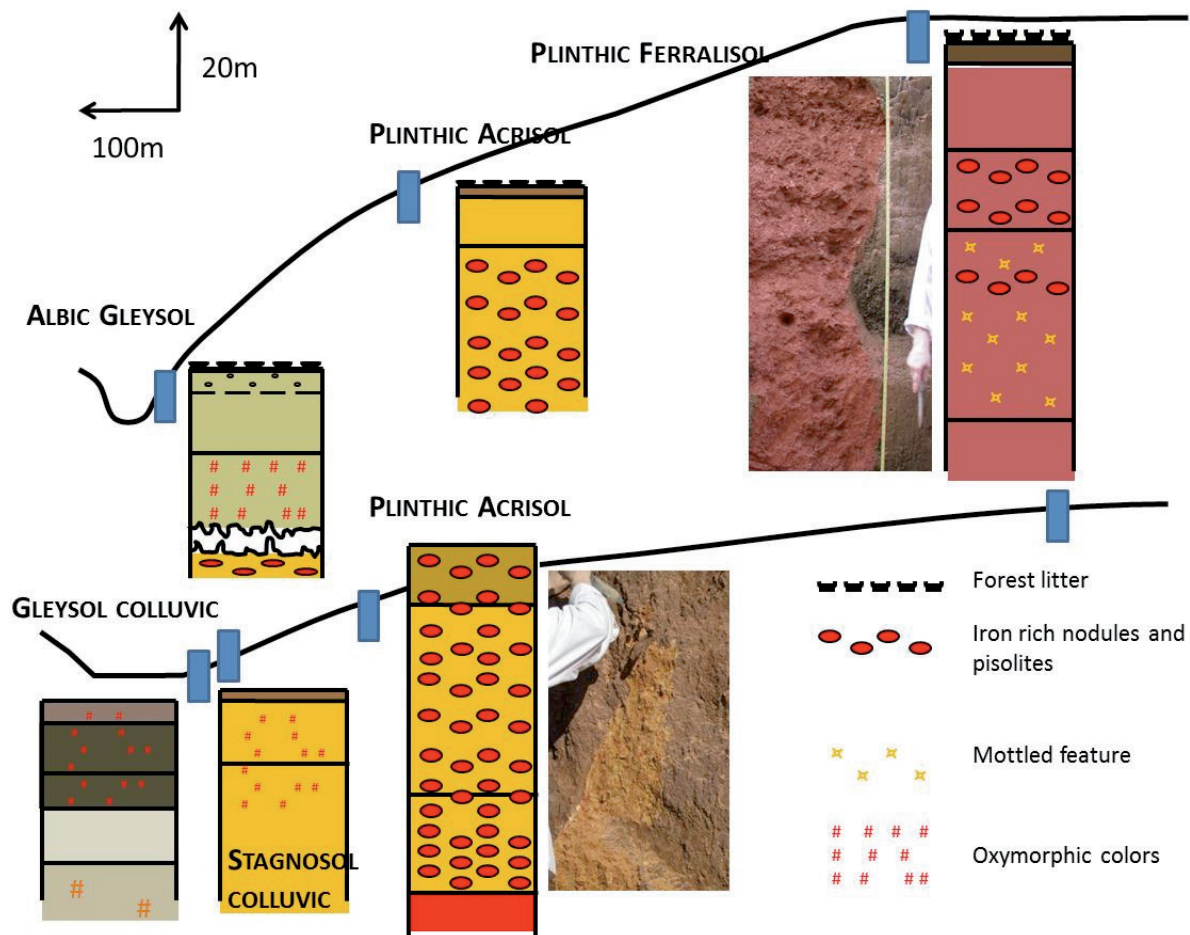 20m
100m
PLINTHIC FERRALISOL
PLINTHIC ACRISOL
ALBIC GLEYSOL
PLINTHIC ACRISOL
GLEYSOL COLLUVIC
STAGNOSOL
COLLUVIC
Forest litter
Iron rich nodules and
pisolites
Mottled feature
Oxymorphic colors